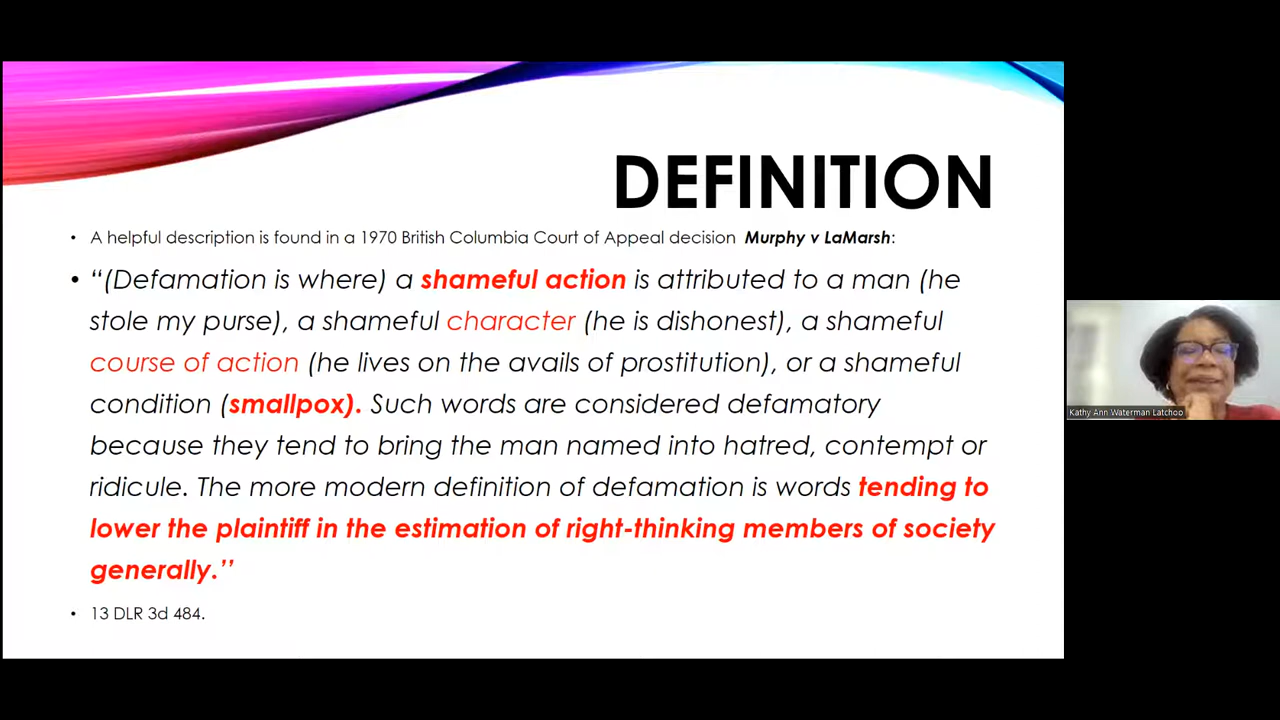 DEFINITION
• A helpful description is found in a 1970 British Columbia Court of Appeal decision Murphy v LaMarsh:
• “(Defamation is where) a shameful action is attributed to a man (he
stole my purse), a shameful character (he is dishonest), a shameful
course of action (he lives on the avails of prostitution), or a shameful
condition (smallpox). Such words are considered defamatory
because they tend to bring the man named into hatred, contempt or
ridicule. The more modern definition of defamation is words tending to
lower the plaintiff in the estimation of right-thinking members of society
generally.’’
• 13 DLR 3d 484.
Kathy Ann Waterman Latchoo